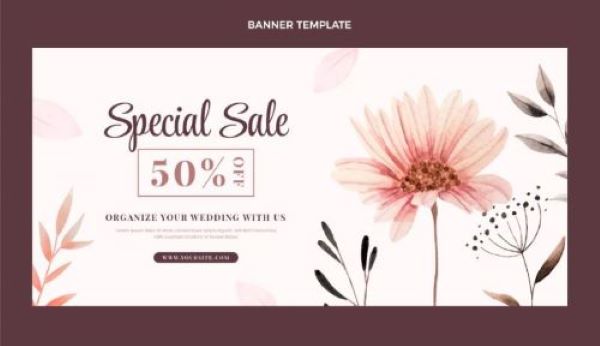 BANNER TEMPLATE
Special Sale
50% OFF
ORGANIZE YOUR WEDDING WITH US
WWW.YOURSITE.COM